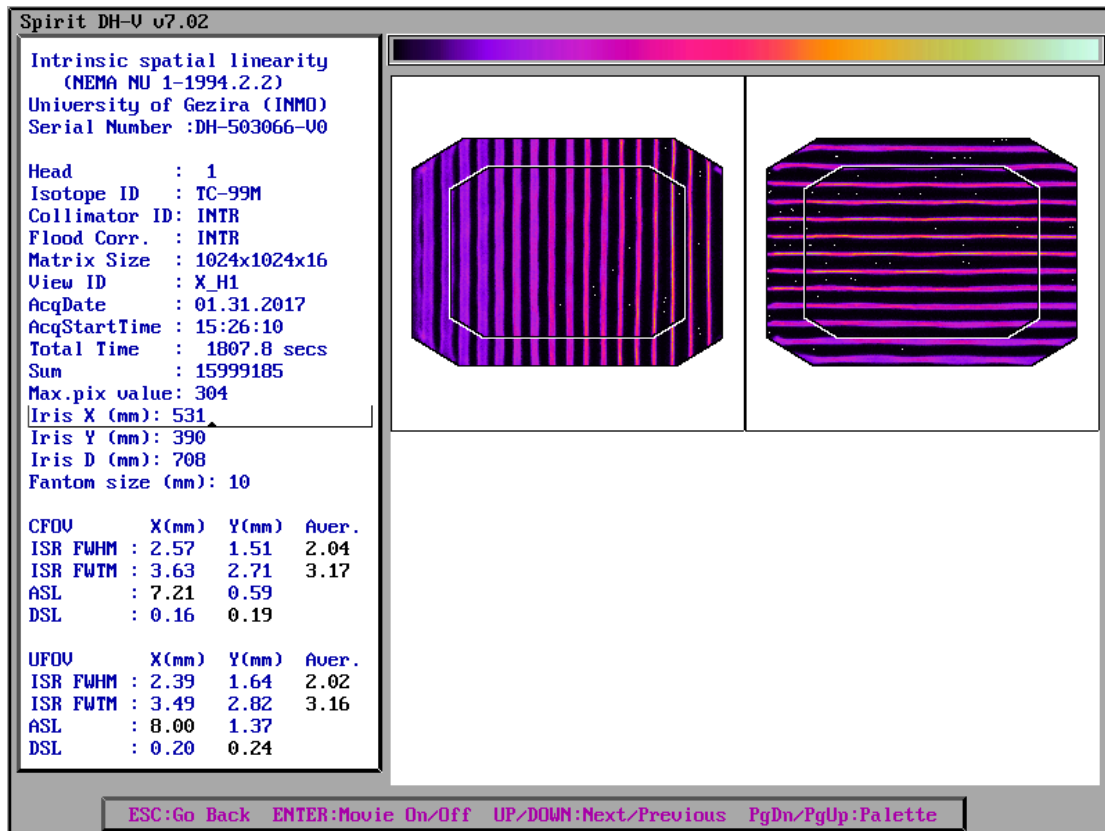 Spirit DH-V v7.02
Intrinsic spatial linearity
(NEMA NU 1-1994.2.2)
University of Gezira (INMO)
Serial Number :DH-503066-V0
Head : 1
Isotope ID : TC-99M
Collimator ID: INTR
Flood Corr. : INTR
Matrix Size : 1024x1024x16
View ID : X_H1
AcqDate : 01.31.2017
AcqStartTime : 15:26:10
Total Time : 1807.8 secs
Sum : 15999185
Max.pix value: 304
Iris X (mm): 531
Iris Y (mm): 390
Iris D (mm): 708
Fantom size (mm): 10
CFOV X(mm) Y(mm) Aver.
ISR FWHM : 2.57 1.51 2.04
ISR FWTM : 3.63 2.71 3.17
ASL : 7.21 0.59
DSL : 0.16 0.19
UFOV X(mm) Y(mm) Aver.
ISR FWHM : 2.39 1.64 2.02
ISR FWTM : 3.49 2.82 3.16
ASL : 8.00 1.37
DSL : 0.20 0.24
ESC:Go Back ENTER:Movie On/Off UP/DOWN:Next/Previous PgDn/PgUp:Palette